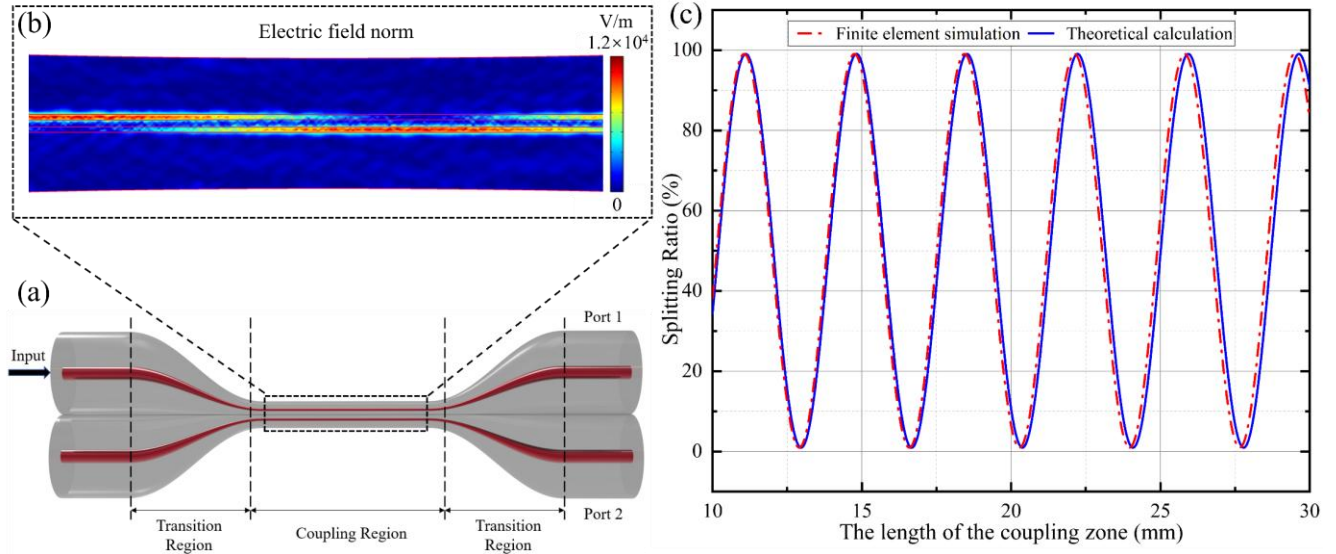 (b)
Electric field norm
V/m
1.2×10⁴
0
(a)
Input
Port 1
Port 2
Transition
Region
Coupling Region
Transition
Region
(c)
Finite element simulation
Theoretical calculation
100
80
60
40
20
0
Splitting Ratio (%)
10
15
20
25
30
The length of the coupling zone (mm)